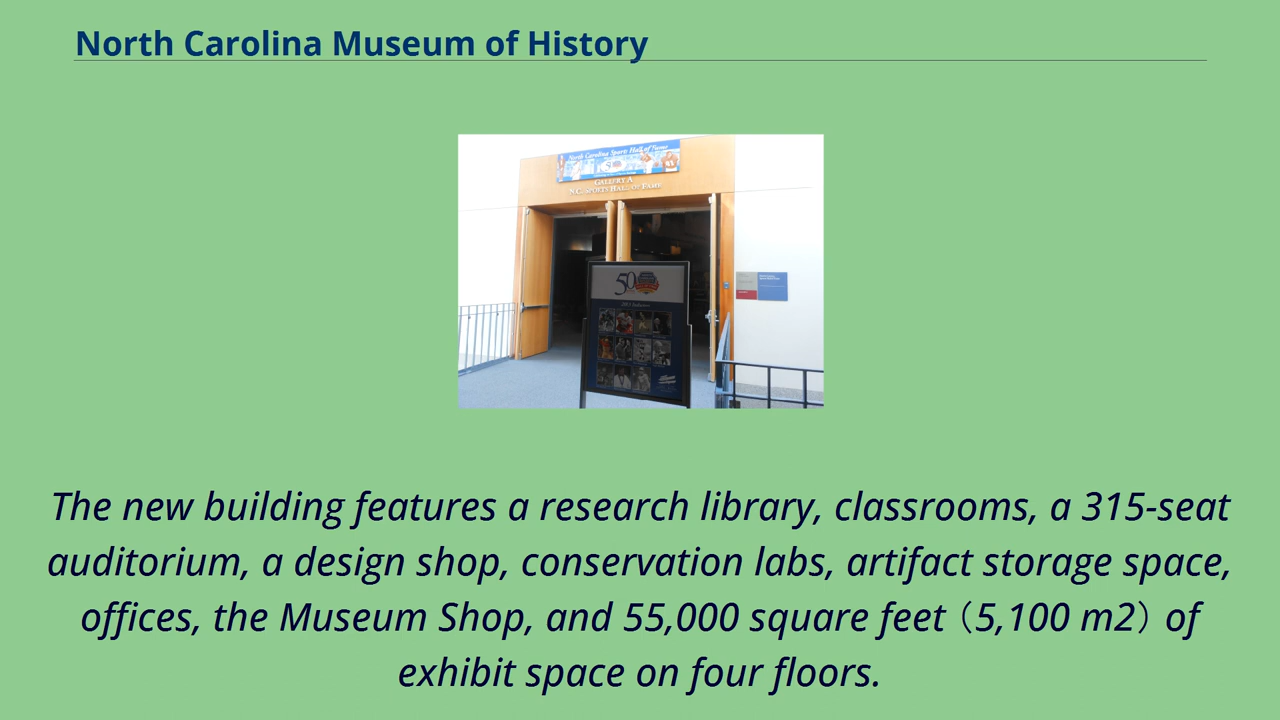 North Carolina Museum of History
North Carolina Sports Hall of Fame
GALLERY A
N.C. SPORTS HALL OF FAME
50
The new building features a research library, classrooms, a 315-seat
auditorium, a design shop, conservation labs, artifact storage space,
offices, the Museum Shop, and 55,000 square feet（5,100 m2）of
exhibit space on four floors.